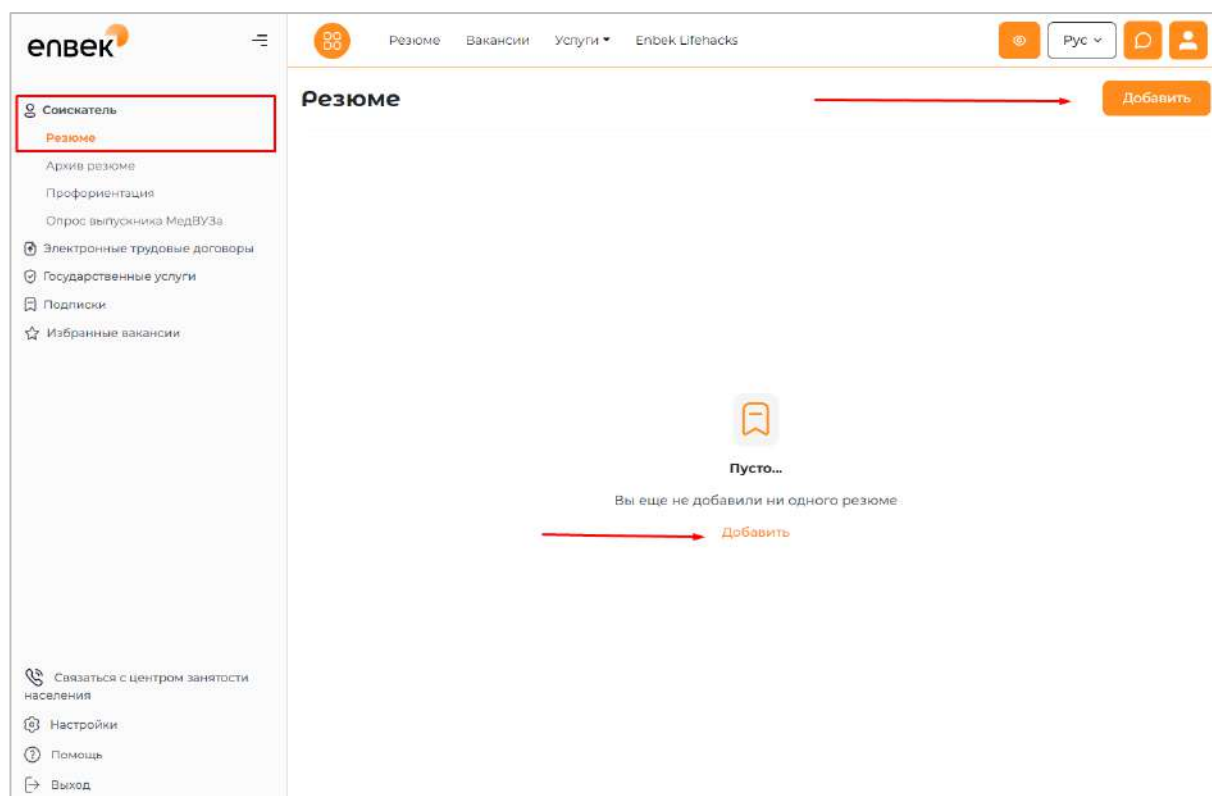 enbek
Резюме Вакансии Услуги Enbek Lifehacks Рус
Соискатель
Резюме
Архив резюме
Профориентация
Опрос выпускника МедВУЗа
Электронные трудовые договоры
Государственные услуги
Подписки
Избранные вакансии
Связаться с центром занятости
населения
Настройки
Помощь
Выход
Резюме
Добавить
Пусто...
Вы еще не добавили ни одного резюме
Добавить